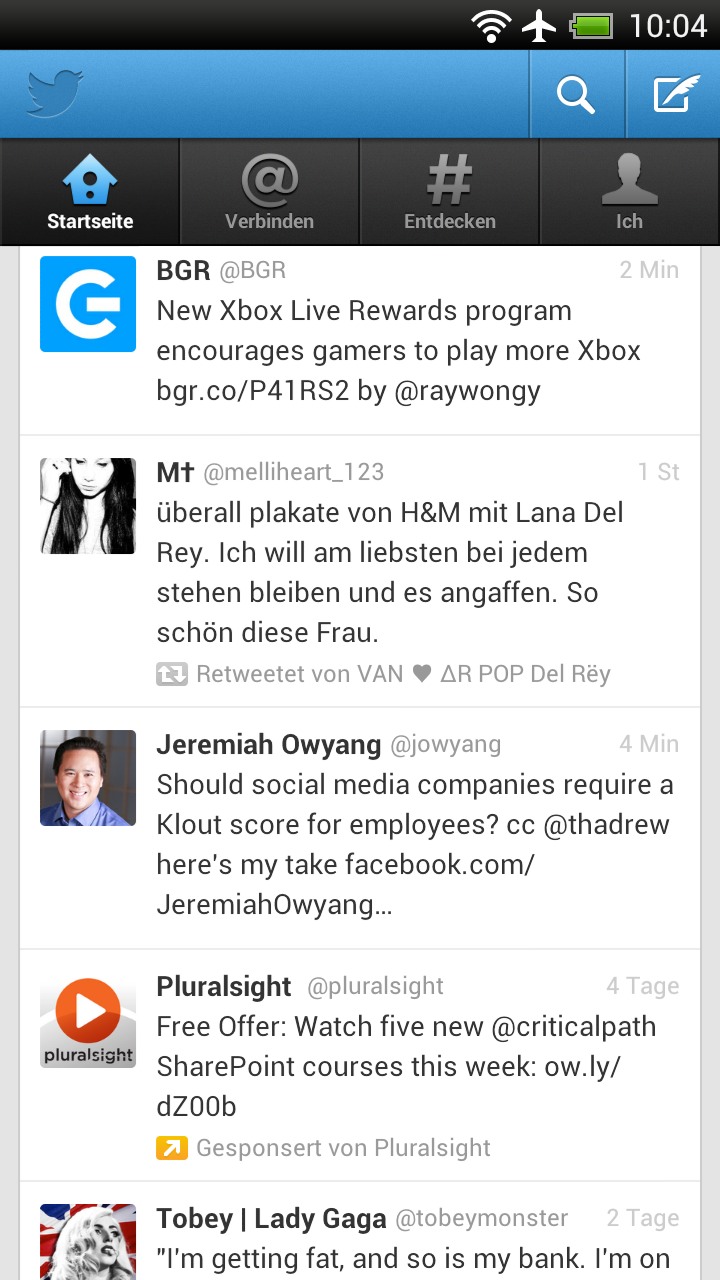 10:04
Startseite
Verbinden
Entdecken
Ich
BGR @BGR 2 Min
New Xbox Live Rewards program
encourages gamers to play more Xbox
bgr.co/P41RS2 by @raywongy
M† @melliheart_123 1 St
überall plakate von H&M mit Lana Del
Rey. Ich will am liebsten bei jedem
stehen bleiben und es angaffen. So
schön diese Frau.
Retweetet von VAN ♥ ΔR POP Del Rëy
Jeremiah Owyang @jowyang 4 Min
Should social media companies require a
Klout score for employees? cc @thadrew
here's my take facebook.com/
JeremiahOwyang…
pluralsight
Pluralsight @pluralsight 4 Tage
Free Offer: Watch five new @criticalpath
SharePoint courses this week: ow.ly/
dZ00b
Gesponsert von Pluralsight
Tobey | Lady Gaga @tobeymonster 2 Tage
"I'm getting fat, and so is my bank. I'm on